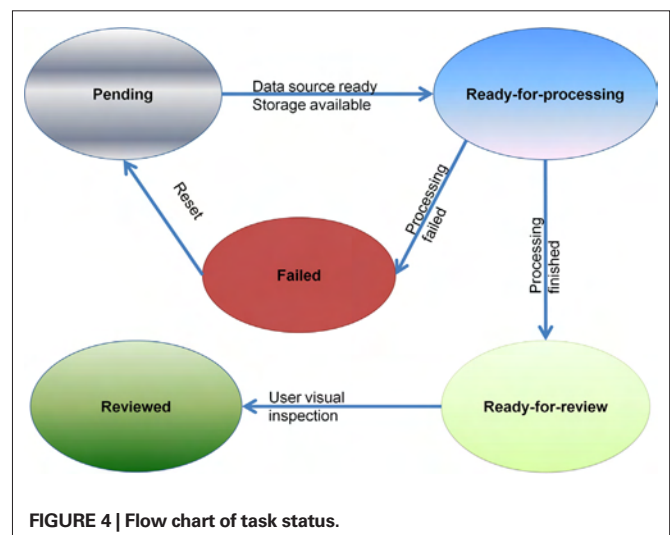 Pending
Data source ready
Storage available
Ready-for-processing
Reset
Processing
failed
Processing
finished
Failed
Reviewed
User visual
inspection
Ready-for-review
FIGURE 4 | Flow chart of task status.